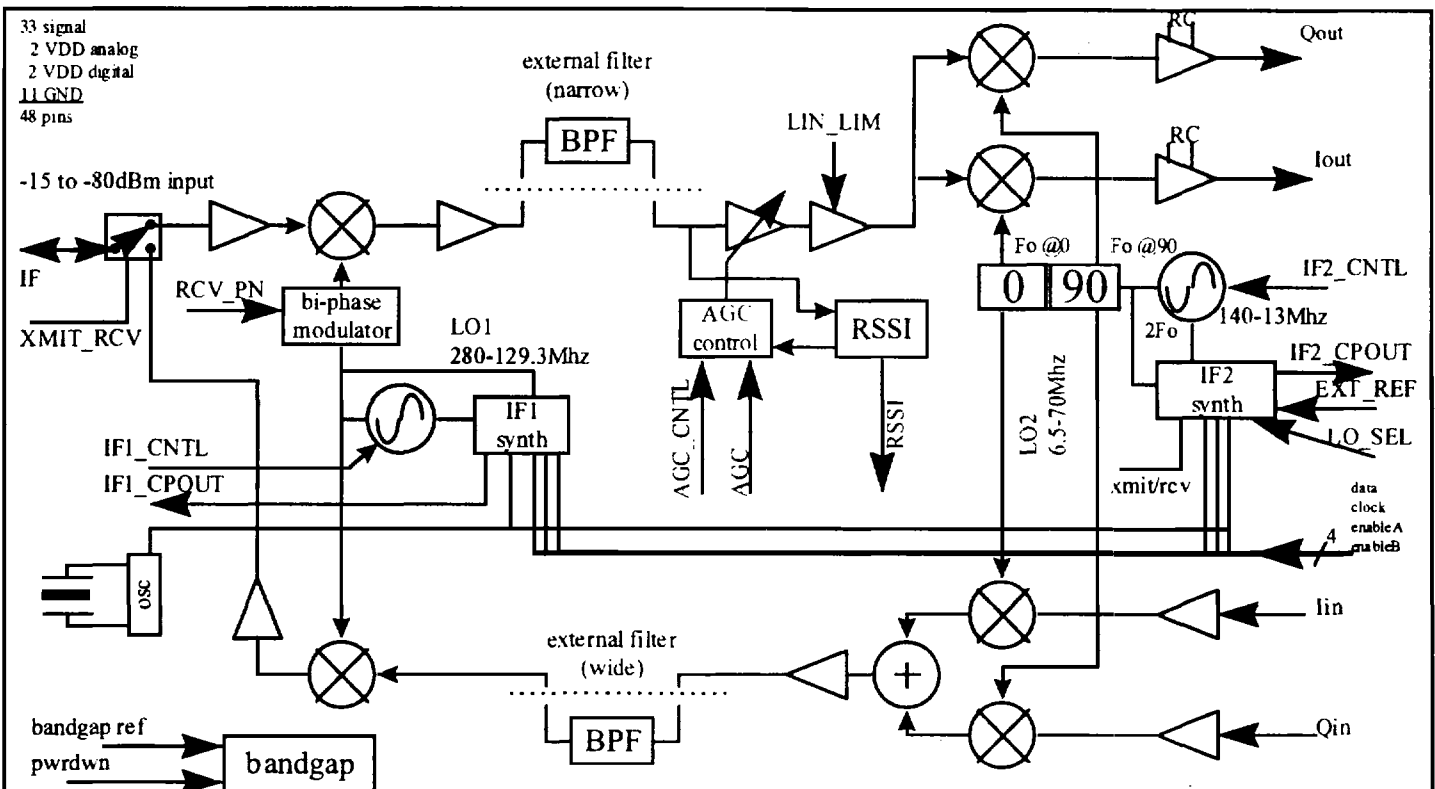 33 signal
2 VDD analog
2 VDD digital
11 GND
48 pins
-15 to -80dBm input
IF
XMIT_RCV
RCV_PN
bi-phase
modulator
external filter
(narrow)
BPF
LIN_LIM
RC
Qout
RC
Iout
Fo @0
Fo @90
0
90
IF2_CNTL
140-13Mhz
2Fo
LO1
280-129.3Mhz
AGC
control
RSSI
IF1
synth
IF1_CNTL
IF1_CPOUT
AGC_CNTL
AGC
RSSI
LO2
6.5-70Mhz
IF2
synth
IF2_CPOUT
EXT_REF
LO_SEL
xmit/rcv
data
clock
enableA
enableB
4
osc
Iin
external filter
(wide)
BPF
+
Qin
bandgap ref
pwrdwn
bandgap